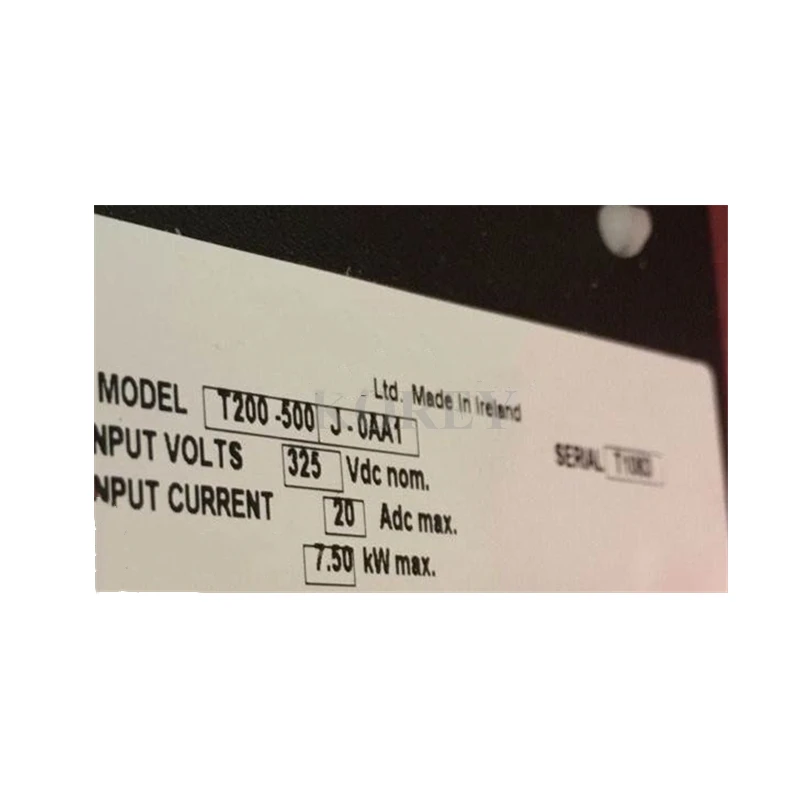 Ltd. Made In Ireland
MODEL T200-500 J-0AA1
NPUT VOLTS 325 Vdc nom.
SERIAL
NPUT CURRENT 20 Adc max.
7.50 kW max.
KOREY